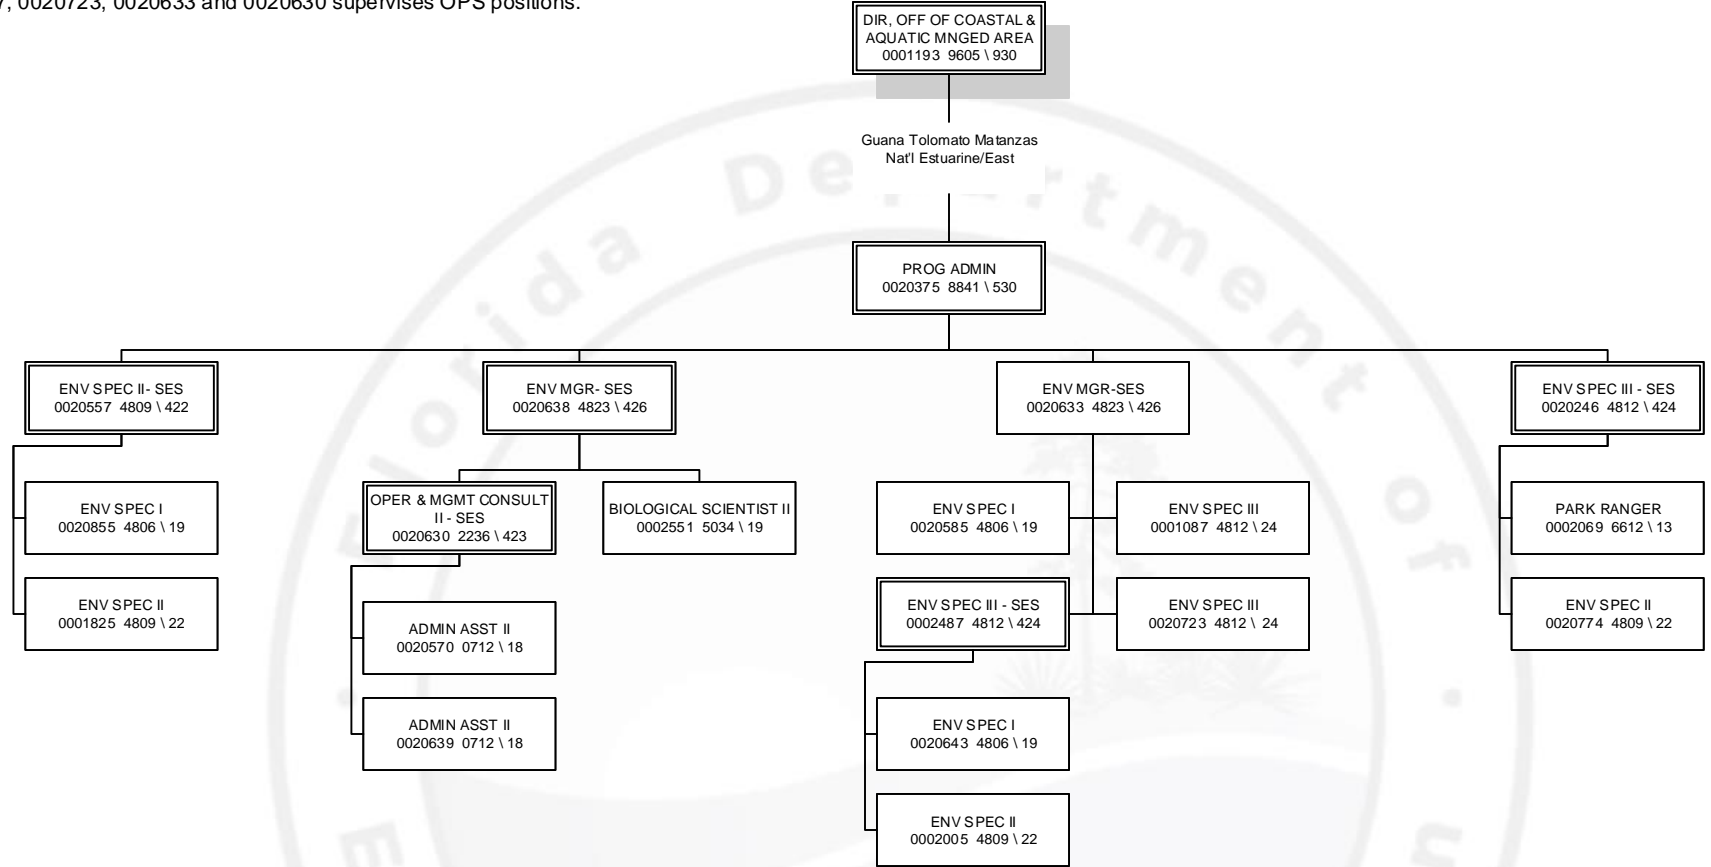 7, 0020723, 0020633 and 0020630 supervises OPS positions.
DIR, OFF OF COASTAL &
AQUATIC MNGED AREA
0001193 9605 \ 930
Guana Tolomato Matanzas
Nat'l Estuarine/East
PROG ADMIN
0020375 8841 \ 530
ENV SPEC II- SES
0020557 4809 \ 422
ENV MGR- SES
0020638 4823 \ 426
ENV MGR-SES
0020633 4823 \ 426
ENV SPEC III - SES
0020246 4812 \ 424
ENV SPEC I
0020855 4806 \ 19
OPER & MGMT CONSULT
II - SES
0020630 2236 \ 423
BIOLOGICAL SCIENTIST II
0002551 5034 \ 19
ENV SPEC I
0020585 4806 \ 19
ENV SPEC III
0001087 4812 \ 24
PARK RANGER
0002069 6612 \ 13
ENV SPEC II
0001825 4809 \ 22
ADMIN ASST II
0020570 0712 \ 18
ENV SPEC III - SES
0002487 4812 \ 424
ENV SPEC III
0020723 4812 \ 24
ENV SPEC II
0020774 4809 \ 22
ADMIN ASST II
0020639 0712 \ 18
ENV SPEC I
0020643 4806 \ 19
ENV SPEC II
0002005 4809 \ 22
Florida Department of